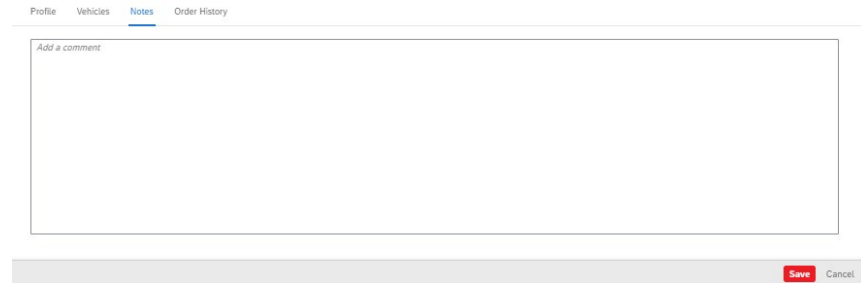 Profile Vehicles Notes Order History
Add a comment
Save Cancel